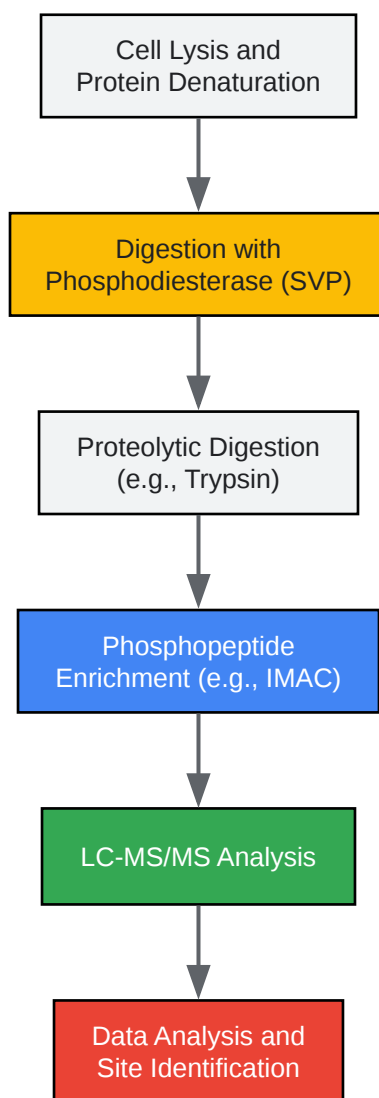 Cell Lysis and
Protein Denaturation
Digestion with
Phosphodiesterase (SVP)
Proteolytic Digestion
(e.g., Trypsin)
Phosphopeptide
Enrichment (e.g., IMAC)
LC-MS/MS Analysis
Data Analysis and
Site Identification